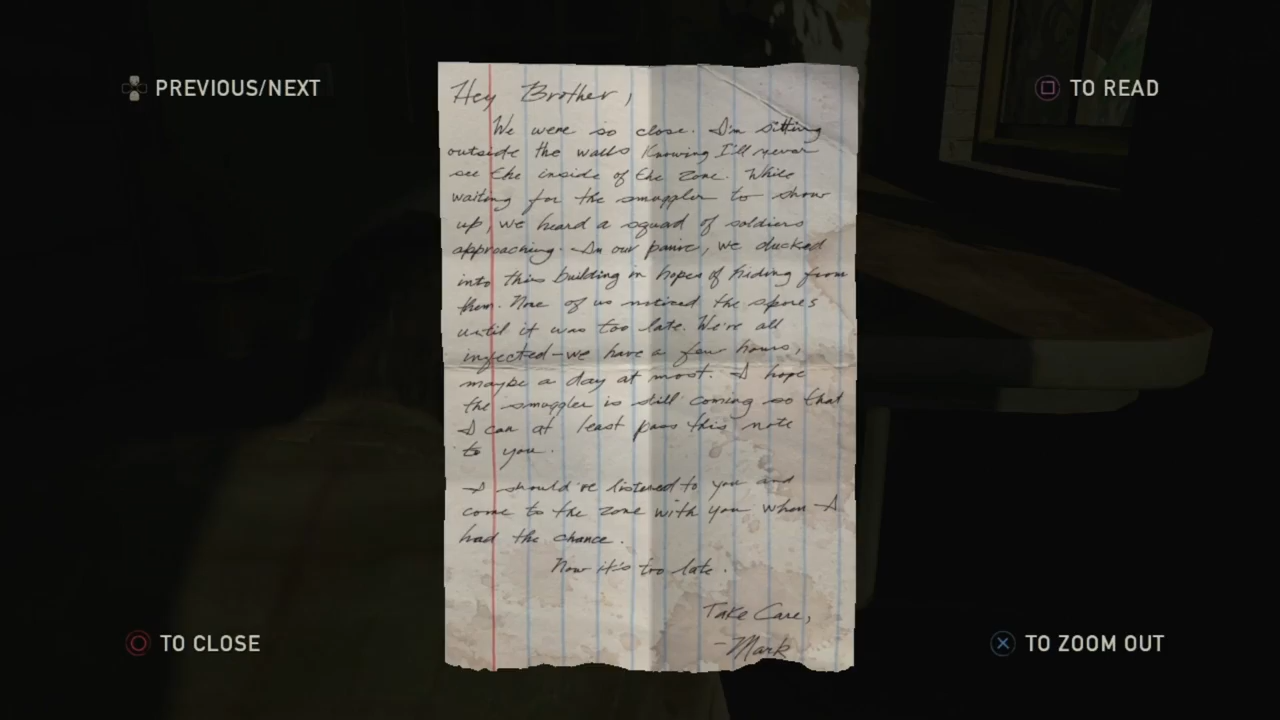 PREVIOUS/NEXT
TO READ
Hey Brother,
We were so close. I'm sitting
outside the walls knowing I'll never
see the inside of the zone. While
waiting for the smuggler to show
up, we heard a squad of soldiers
approaching. In our panic, we ducked
into this building in hopes of hiding from
them. None of us noticed the spores
until it was too late. We're all
infected-we have a few hours,
maybe a day at most. I hope
the smuggler is still coming so that
I can at least pass this note
to you.
I should've listened to you and
come to the zone with you when I
had the chance.
Now it's too late.
Take Care,
-Mark
TO CLOSE
TO ZOOM OUT